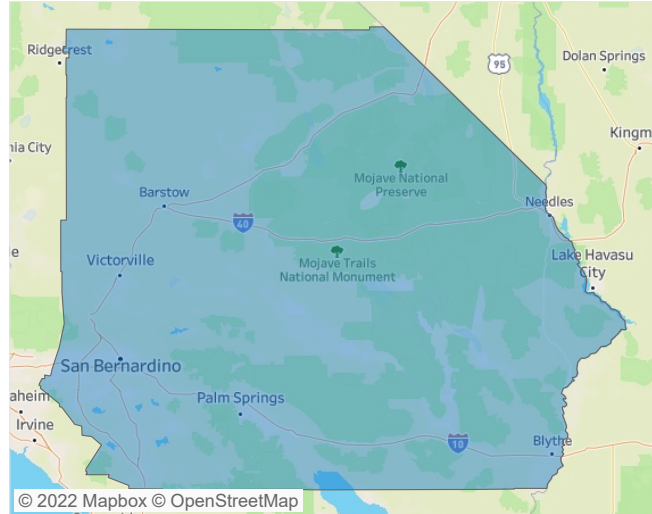 Ridgecrest
95
Dolan Springs
nia City
Kingm
Mojave National
Preserve
Barstow
Needles
40
e
Victorville
Mojave Trails
National Monument
Lake Havasu
City
San Bernardino
aheim
Palm Springs
Irvine
10
Blythe
© 2022 Mapbox © OpenStreetMap